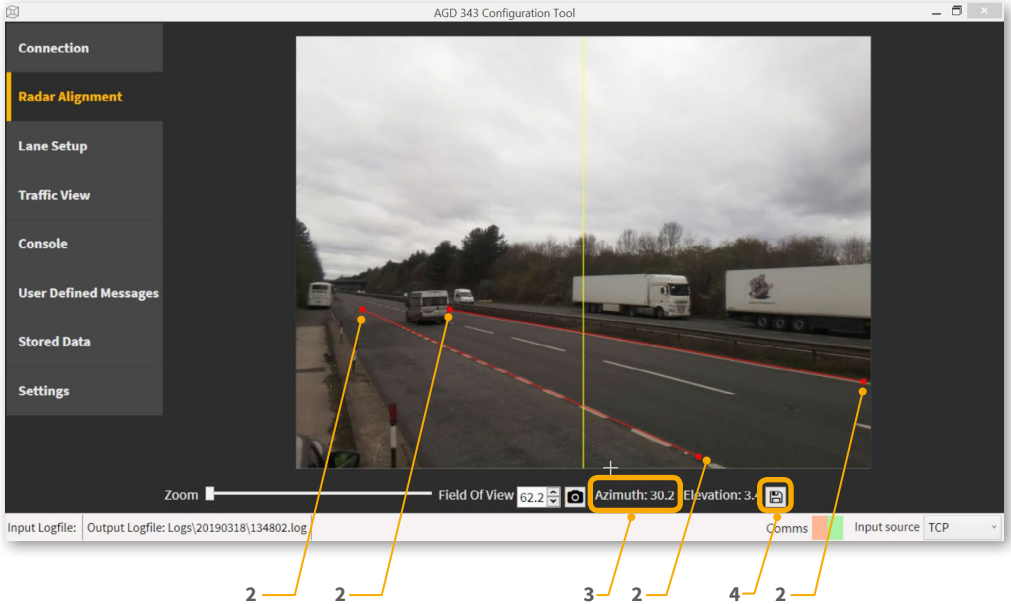 AGD 343 Configuration Tool
Connection
Radar Alignment
Lane Setup
Traffic View
Console
User Defined Messages
Stored Data
Settings
Zoom Field Of View 62.2 Azimuth: 30.2 Elevation: 3.
Input Logfile: Output Logfile: Logs\20190318\134802.log Comms Input source TCP
2 2 3 2 4 2